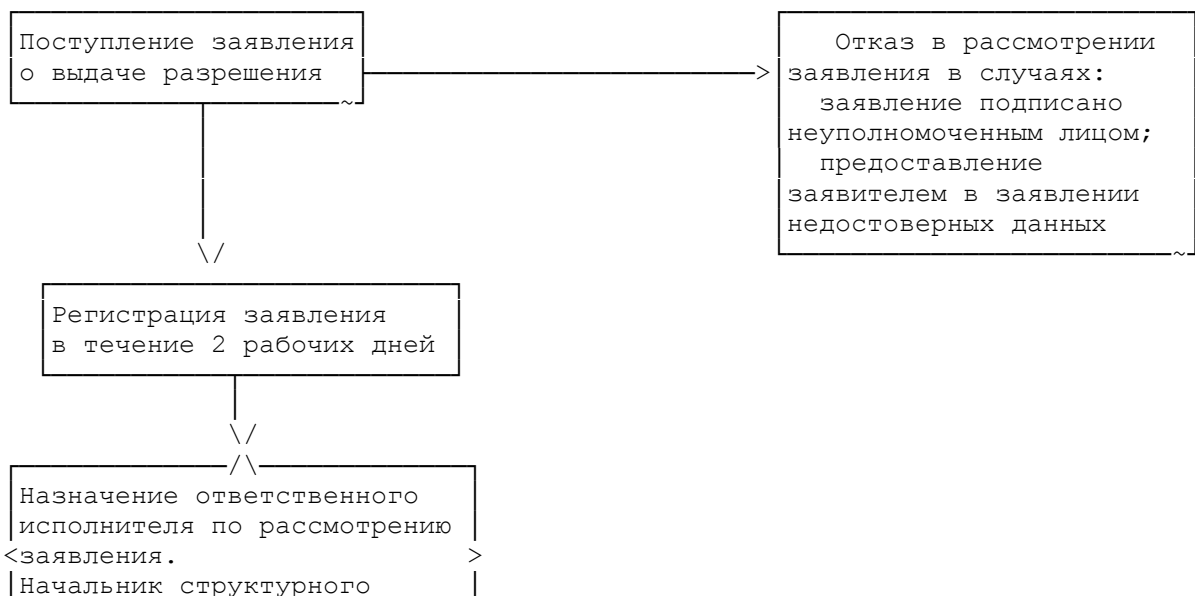 Поступление заявления
о выдаче разрешения
Отказ в рассмотрении
заявления в случаях:
заявление подписано
неуполномоченным лицом;
предоставление
заявителем в заявлении
недостоверных данных
Регистрация заявления
в течение 2 рабочих дней
Назначение ответственного
исполнителя по рассмотрению
заявления.
Начальник структурного